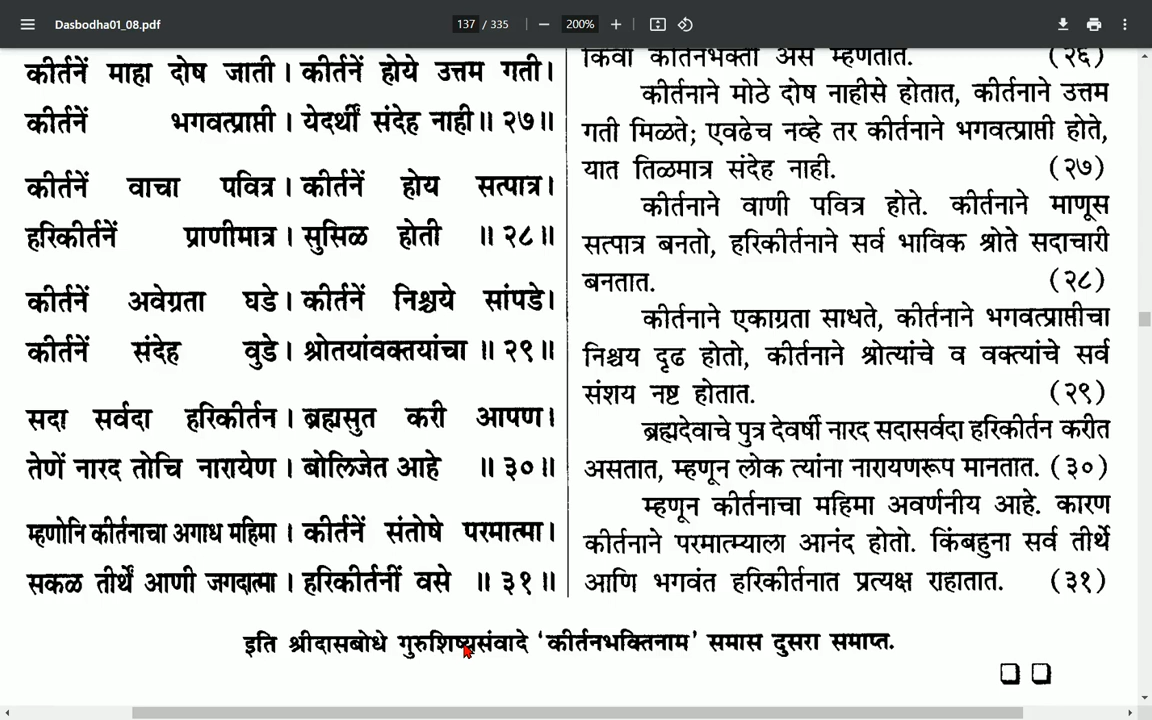 Dasbodha01_08.pdf
137 / 335
200%
कीर्तनें माहा दोष जाती। कीर्तनें होये उत्तम गती।
कीर्तनें भगवत्प्राप्ती। येदर्थीं संदेह नाही॥ २७॥
कीर्तनें वाचा पवित्र। कीर्तनें होय सत्पात्र।
हरिकीर्तनें प्राणीमात्र। सुसिळ होती ॥ २८॥
कीर्तनें अवेग्रता घडे। कीर्तनें निश्चये सांपडे।
कीर्तनें संदेह वुडे। श्रोतयांवक्तयांचा ॥ २९॥
सदा सर्वदा हरिकीर्तन। ब्रह्मसुत करी आपण।
तेणें नारद तोचि नारायेण। बोलिजेत आहे ॥ ३०॥
म्हणोनि कीर्तनाचा अगाध महिमा। कीर्तनें संतोषे परमात्मा।
सकळ तीर्थें आणी जगदात्मा। हरिकीर्तनीं वसे ॥ ३१॥
किंवा कीर्तनभक्ती असे म्हणतात. (२६)
कीर्तनाने मोठे दोष नाहीसे होतात, कीर्तनाने उत्तम
गती मिळते; एवढेच नव्हे तर कीर्तनाने भगवत्प्राप्ती होते,
यात तिळमात्र संदेह नाही. (२७)
कीर्तनाने वाणी पवित्र होते. कीर्तनाने माणूस
सत्पात्र बनतो, हरिकीर्तनाने सर्व भाविक श्रोते सदाचारी
बनतात. (२८)
कीर्तनाने एकाग्रता साधते, कीर्तनाने भगवत्प्राप्तीचा
निश्चय दृढ होतो, कीर्तनाने श्रोत्यांचे व वक्त्यांचे सर्व
संशय नष्ट होतात. (२९)
ब्रह्मदेवाचे पुत्र देवर्षी नारद सदासर्वदा हरिकीर्तन करीत
असतात, म्हणून लोक त्यांना नारायणरूप मानतात. (३०)
म्हणून कीर्तनाचा महिमा अवर्णनीय आहे. कारण
कीर्तनाने परमात्म्याला आनंद होतो. किंबहुना सर्व तीर्थे
आणि भगवंत हरिकीर्तनात प्रत्यक्ष राहातात. (३१)
इति श्रीदासबोधे गुरुशिष्यसंवादे ‘कीर्तनभक्तिनाम’ समास दुसरा समाप्त.